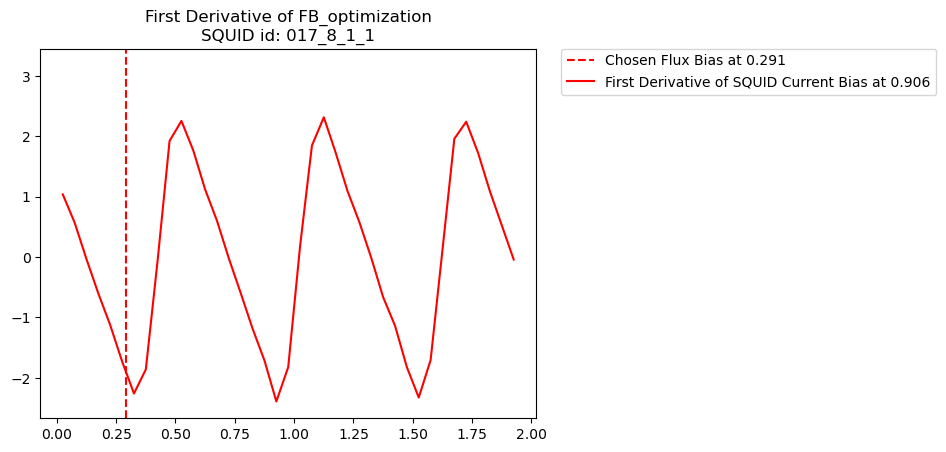 First Derivative of FB_optimization
SQUID id: 017_8_1_1
Chosen Flux Bias at 0.291
First Derivative of SQUID Current Bias at 0.906
3
2
1
0
−1
−2
0.00 0.25 0.50 0.75 1.00 1.25 1.50 1.75 2.00